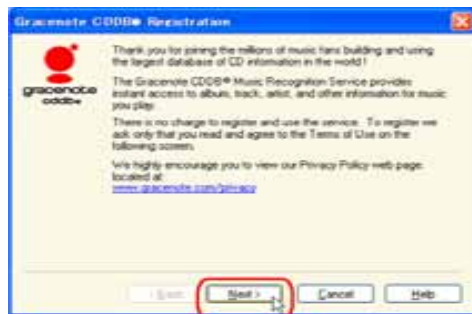 Gracenote CDDB® Registration
Thank you for joining the millions of music fans building and using
the largest database of CD information in the world!
gracenote
cddb®
The Gracenote CDDB® Music Recognition Service provides
instant access to album, track, artist, and other information for music
you play.
There is no charge to register and use the service. To register we
ask only that you read and agree to the Terms of Use on the
following screen.
We highly encourage you to view our Privacy Policy web page
located at
www.gracenote.com/privacy
< Back
Next >
Cancel
Help